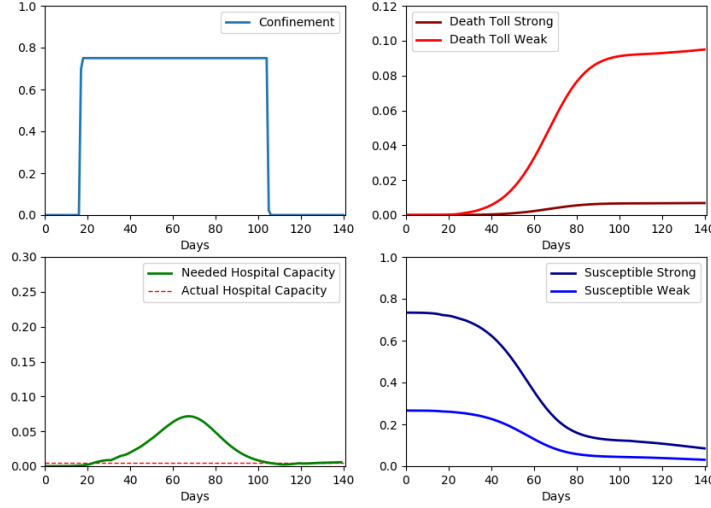 1.0
0.8
0.6
0.4
0.2
0.0
0 20 40 60 80 100 120 140
Days
Confinement
0.12
0.10
0.08
0.06
0.04
0.02
0.00
0 20 40 60 80 100 120 140
Days
Death Toll Strong
Death Toll Weak
0.30
0.25
0.20
0.15
0.10
0.05
0.00
0 20 40 60 80 100 120 140
Days
Needed Hospital Capacity
Actual Hospital Capacity
1.0
0.8
0.6
0.4
0.2
0.0
0 20 40 60 80 100 120 140
Days
Susceptible Strong
Susceptible Weak